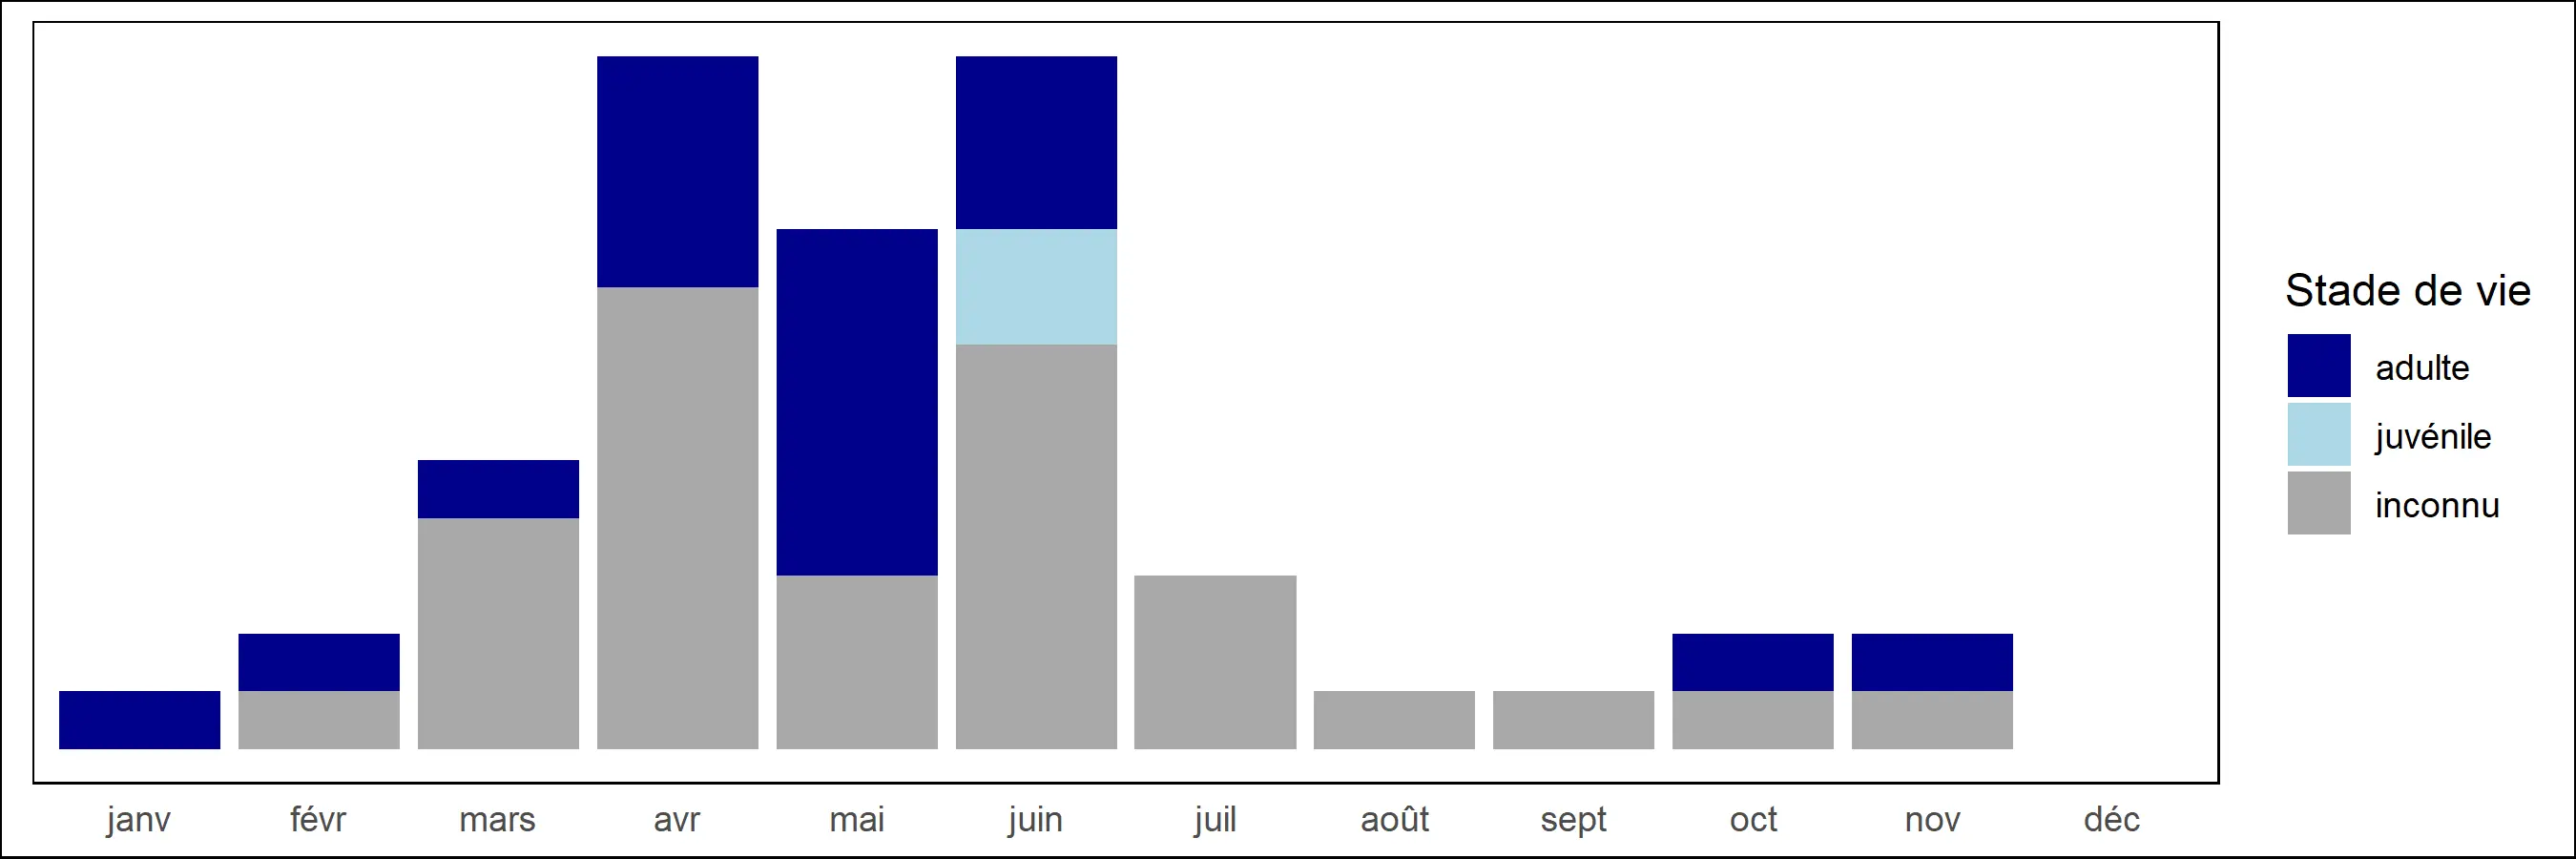 Stade de vie
adulte
juvénile
inconnu
janv févr mars avr mai juin juil août sept oct nov déc